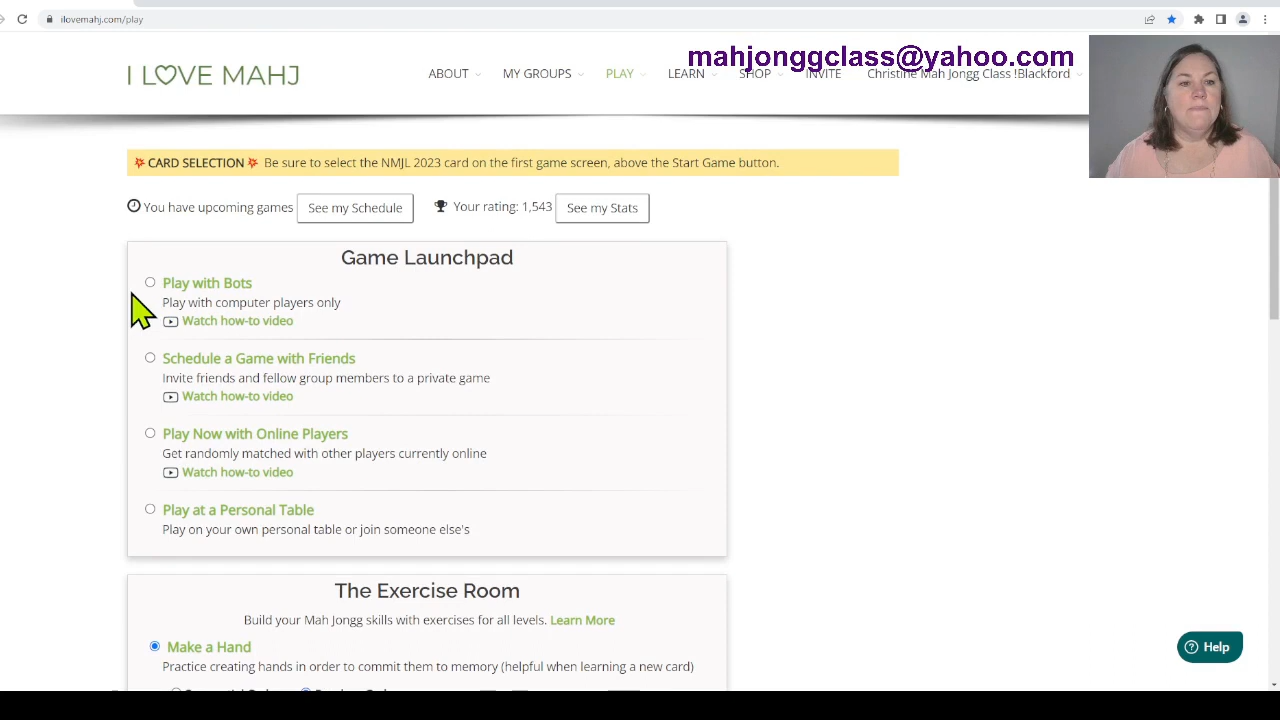 ilovemahj.com/play
mahjonggclass@yahoo.com
I LOVE MAHJ
ABOUT MY GROUPS PLAY LEARN SHOP INVITE Christine Mah Jongg Class !Blackford
CARD SELECTION Be sure to select the NMJL 2023 card on the first game screen, above the Start Game button.
You have upcoming games See my Schedule Your rating: 1,543 See my Stats
Game Launchpad
Play with Bots
Play with computer players only
Watch how-to video
Schedule a Game with Friends
Invite friends and fellow group members to a private game
Watch how-to video
Play Now with Online Players
Get randomly matched with other players currently online
Watch how-to video
Play at a Personal Table
Play on your own personal table or join someone else's
The Exercise Room
Build your Mah Jongg skills with exercises for all levels. Learn More
Make a Hand
Help
Practice creating hands in order to commit them to memory (helpful when learning a new card)